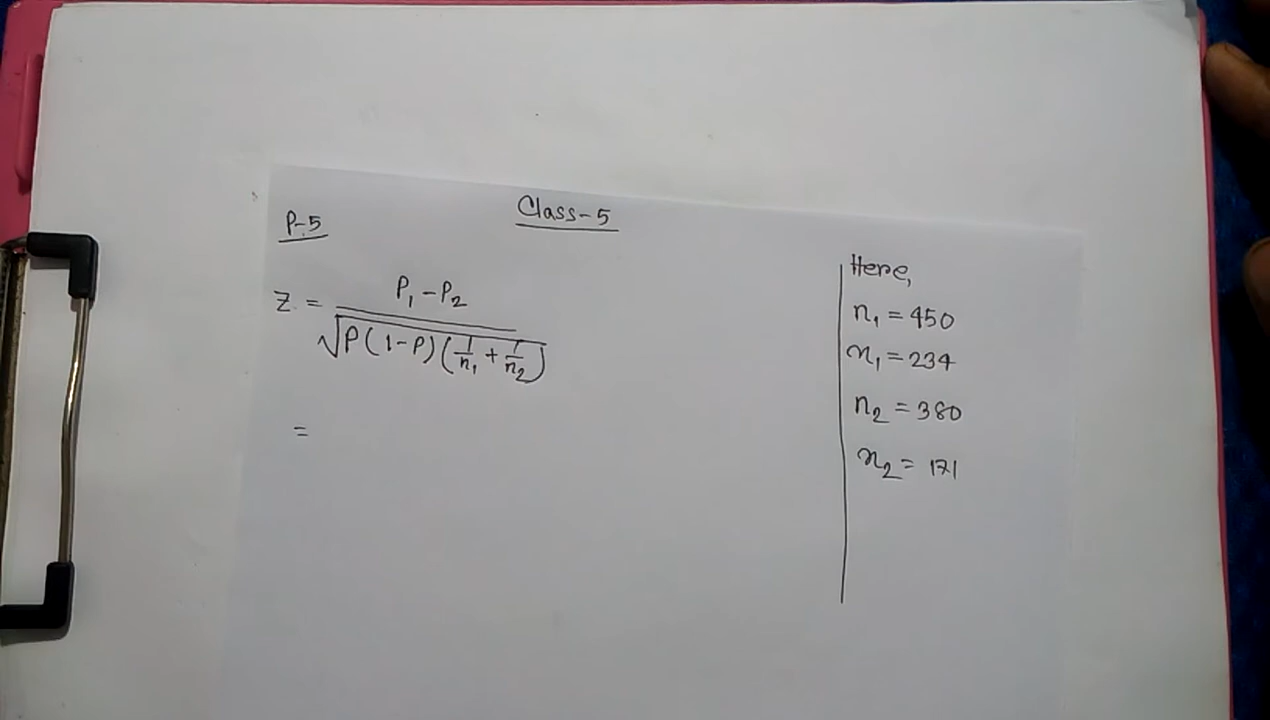 Class-5
P-5
Z = P₁ - P₂ / √P(1-P)(1/n₁ + 1/n₂)
=
Here,
n₁ = 450
x₁ = 234
n₂ = 380
x₂ = 171